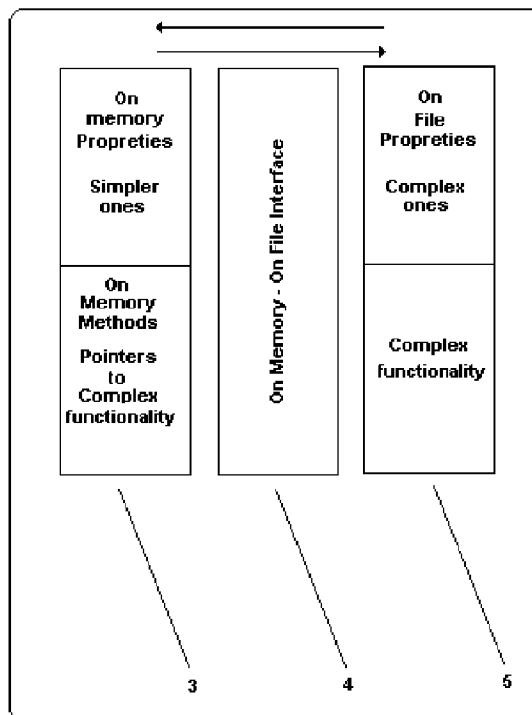 On
memory
Propreties
Simpler
ones
On
Memory
Methods
Pointers
to
Complex
functionality
On Memory - On File Interface
On
File
Propreties
Complex
ones
Complex
functionality
3
4
5